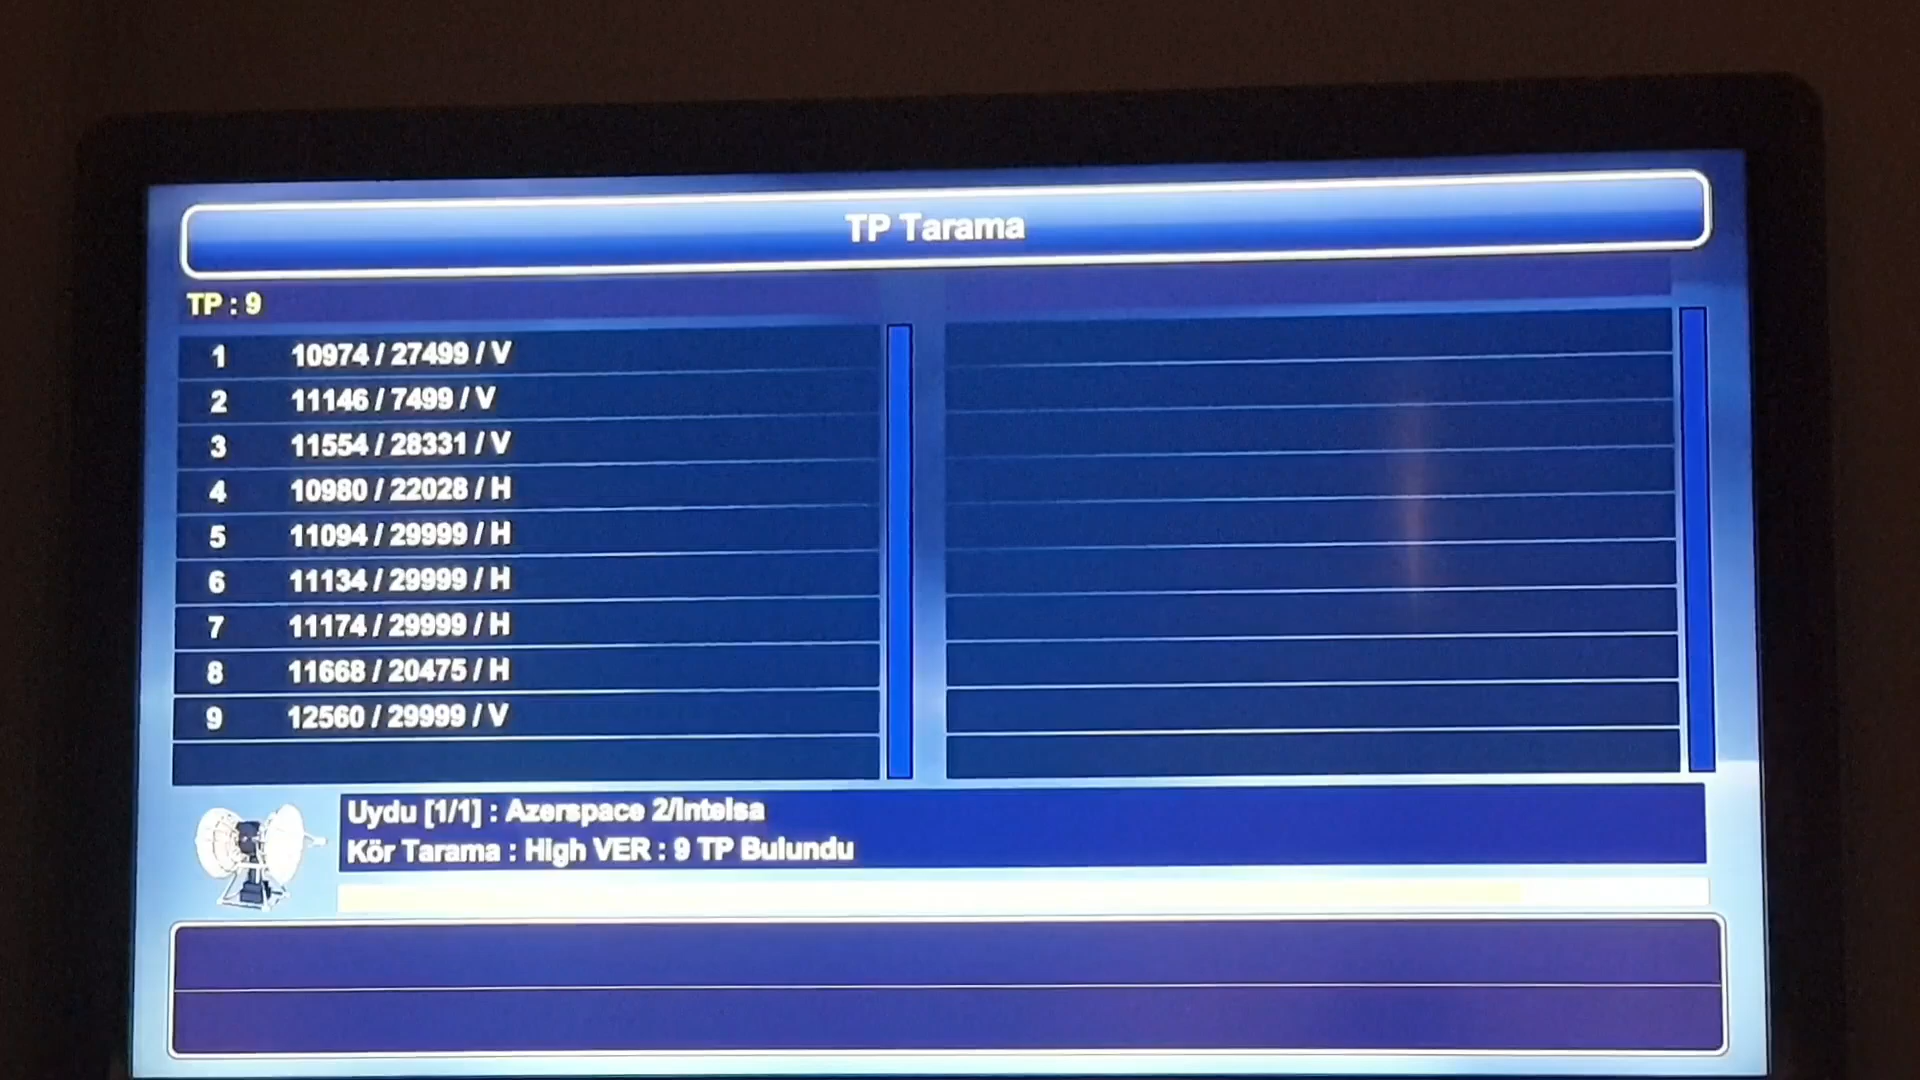 TP Tarama
TP : 9
1 10974 / 27499 / V
2 11146 / 7499 / V
3 11554 / 28331 / V
4 10980 / 22028 / H
5 11094 / 29999 / H
6 11134 / 29999 / H
7 11174 / 29999 / H
8 11668 / 20475 / H
9 12560 / 29999 / V
Uydu [1/1] : Azerspace 2/Intelsa
Kör Tarama : High VER : 9 TP Bulundu